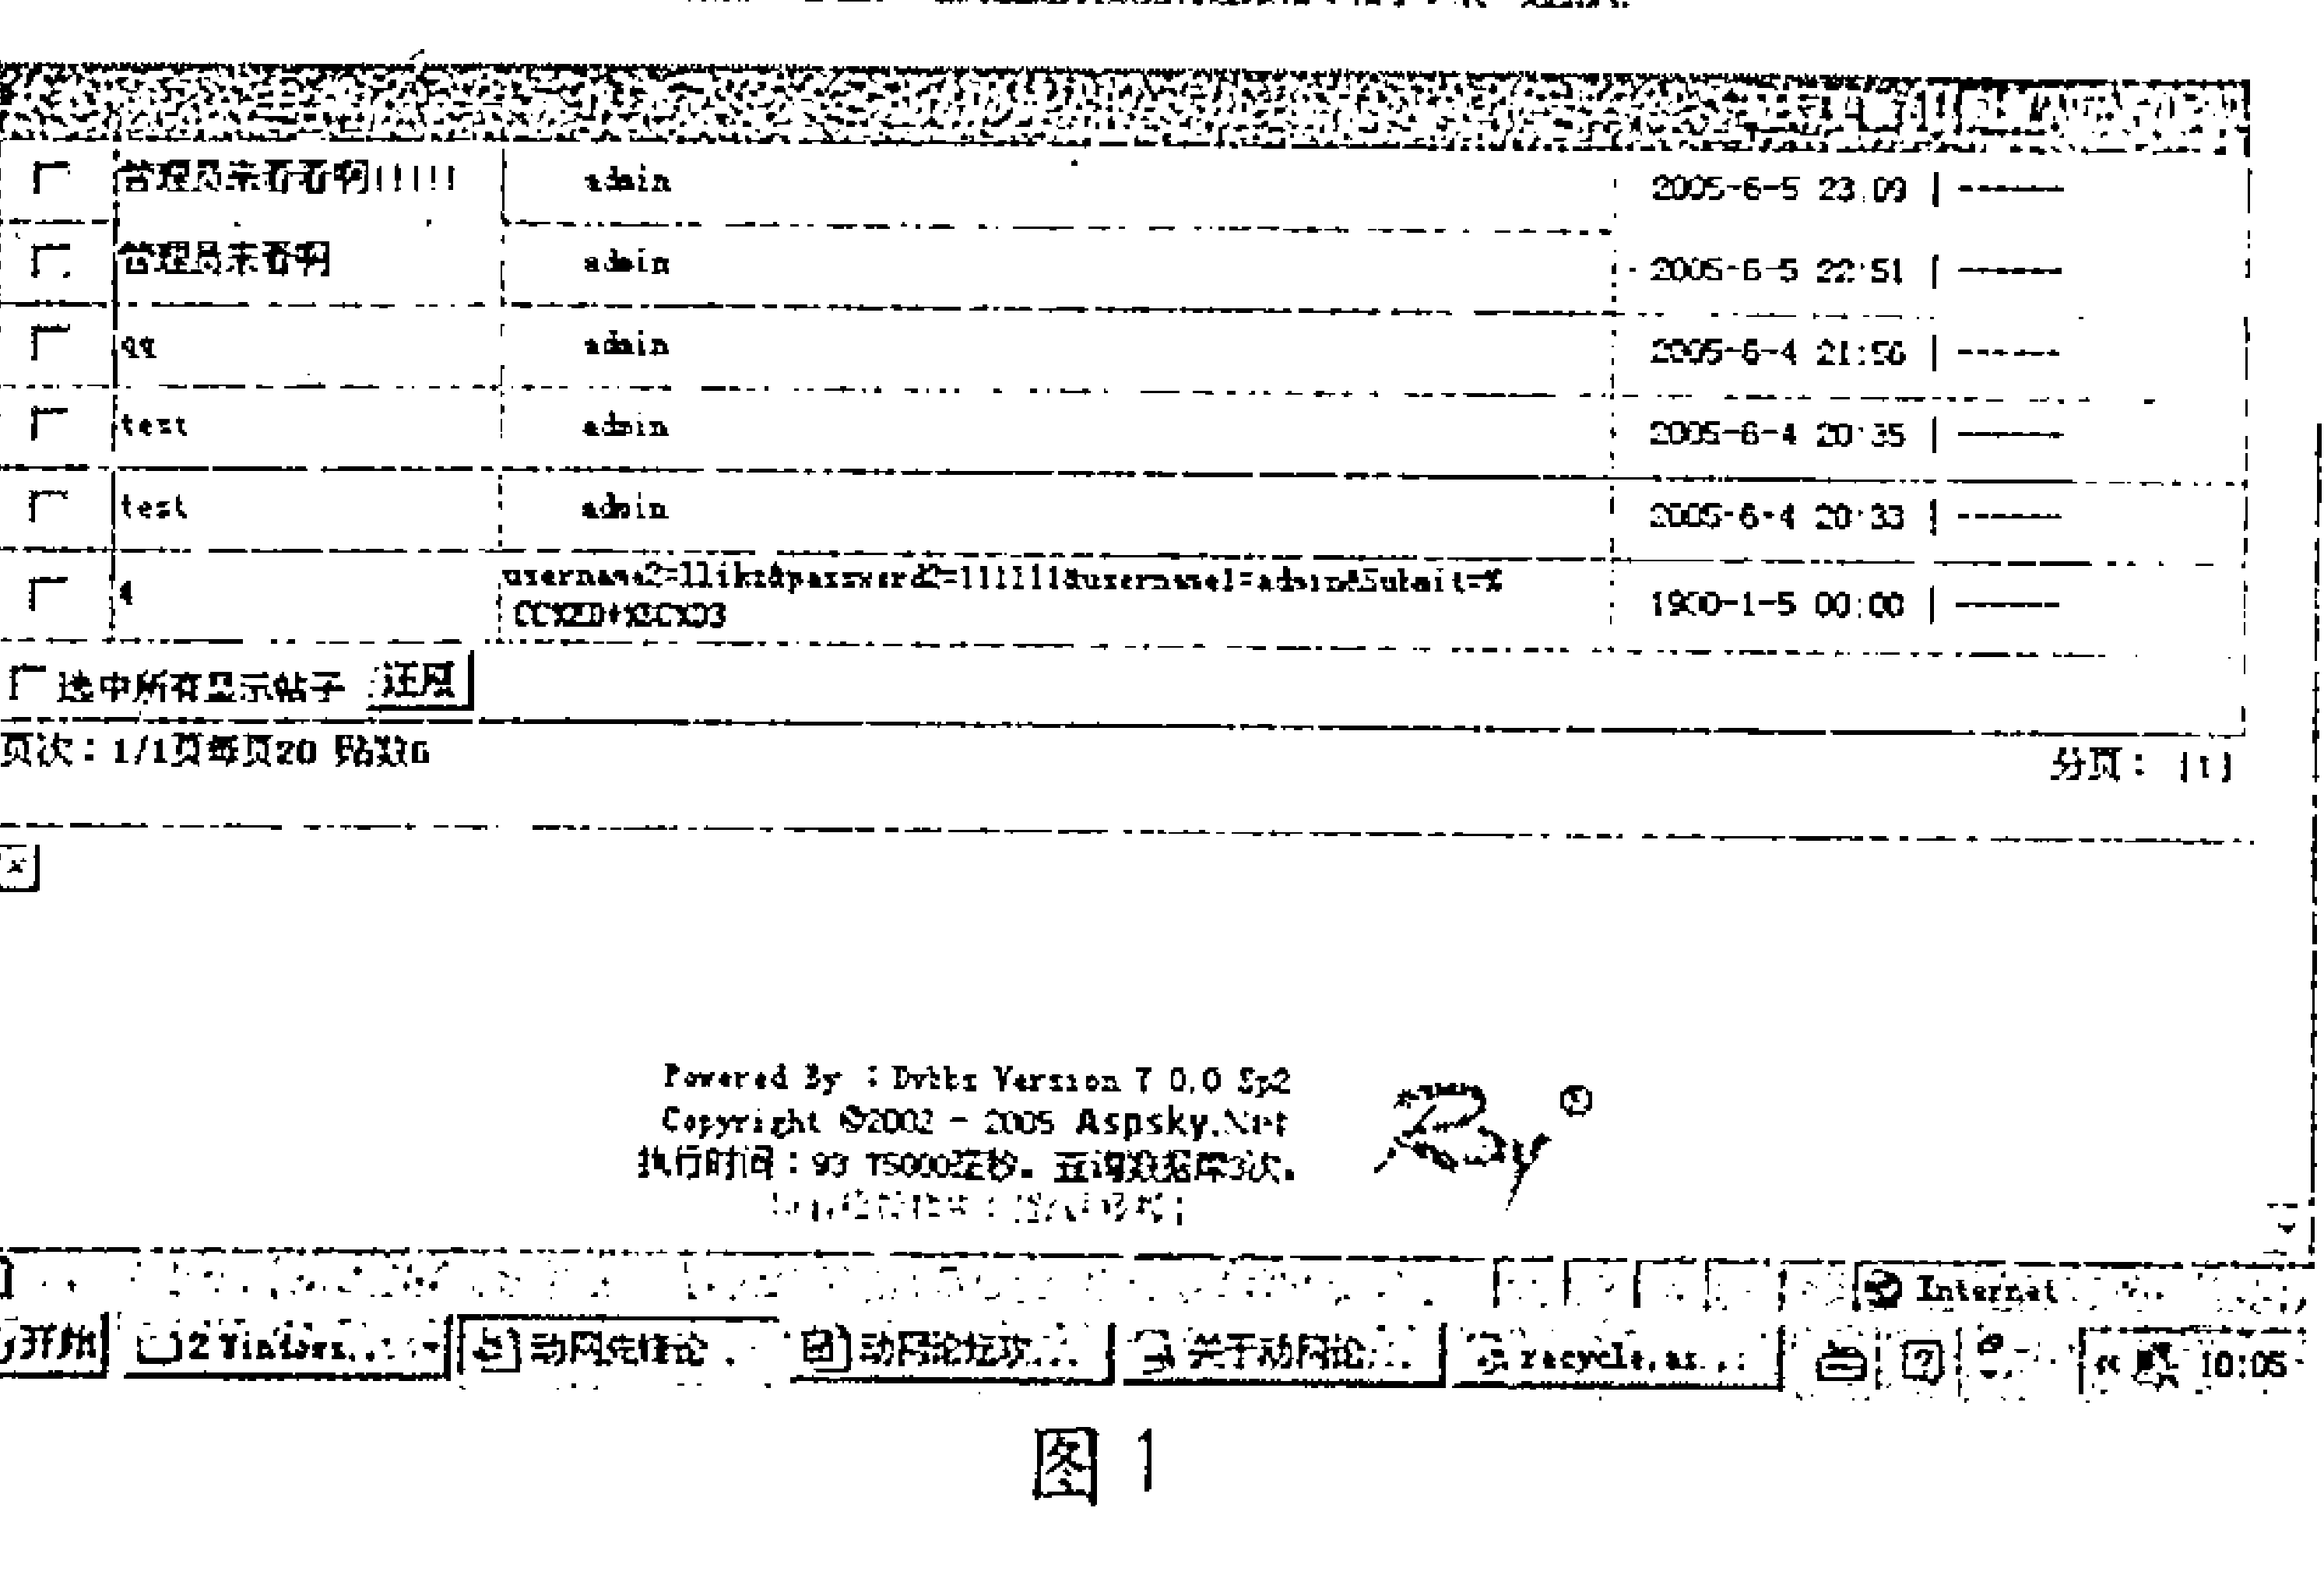 管理员来看看啊!!!!! admin 2005-6-5 23:09 | ------
管理员来看啊 admin 2005-6-5 22:51 | ------
qq admin 2005-6-4 21:56 | ------
test admin 2005-6-4 20:35 | ------
test admin 2005-6-4 20:33 | ------
4 username2=llikz&password2=111111&username1=admin&Submit=% 1900-1-5 00:00 | ------
选中所有显示帖子 还原
页次：1/1页每页20 贴数6 分页： [1]
Powered By ：Dvbbs Version 7.0.0 Sp2
Copyright ©2002 - 2005 Aspsky.Net
执行时间：93.75000毫秒。查询数据库3次。
Ray
Internet
开始 2 Windows... 动网先锋论... 动网论坛攻... 关于动网论... recycle.as... « 10:05
图 1